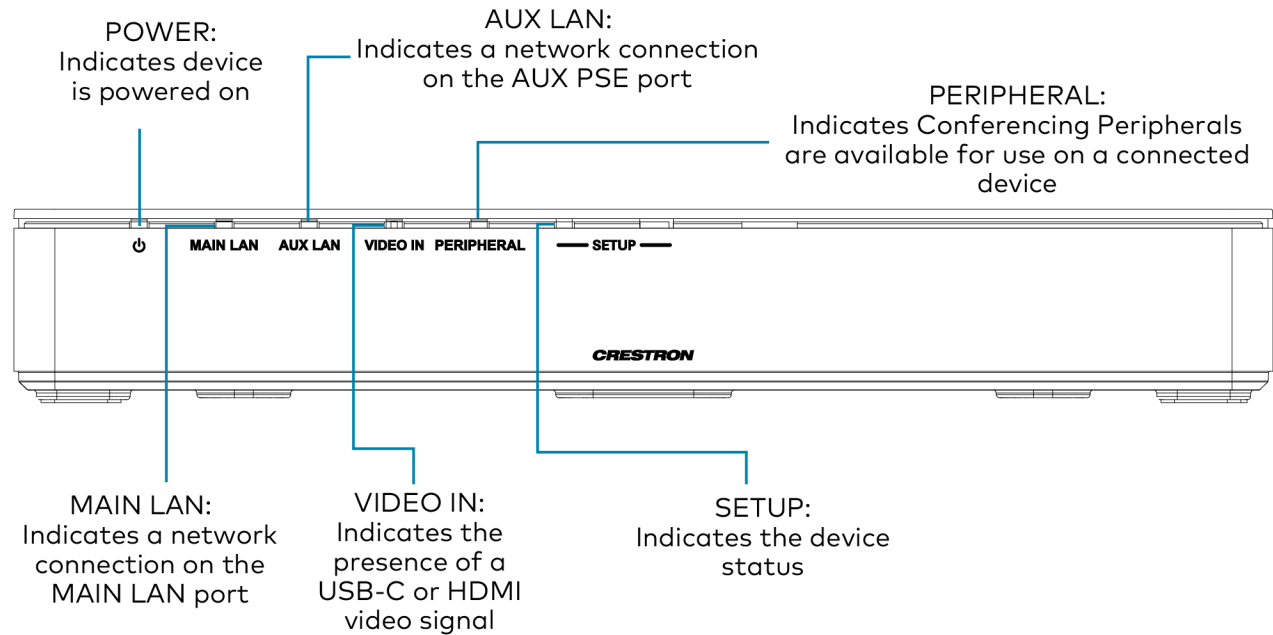 POWER:
Indicates device
is powered on
AUX LAN:
Indicates a network connection
on the AUX PSE port
PERIPHERAL:
Indicates Conferencing Peripherals
are available for use on a connected
device
MAIN LAN
AUX LAN
VIDEO IN
PERIPHERAL
SETUP
CRESTRON
MAIN LAN:
Indicates a network
connection on the
MAIN LAN port
VIDEO IN:
Indicates the
presence of a
USB-C or HDMI
video signal
SETUP:
Indicates the device
status